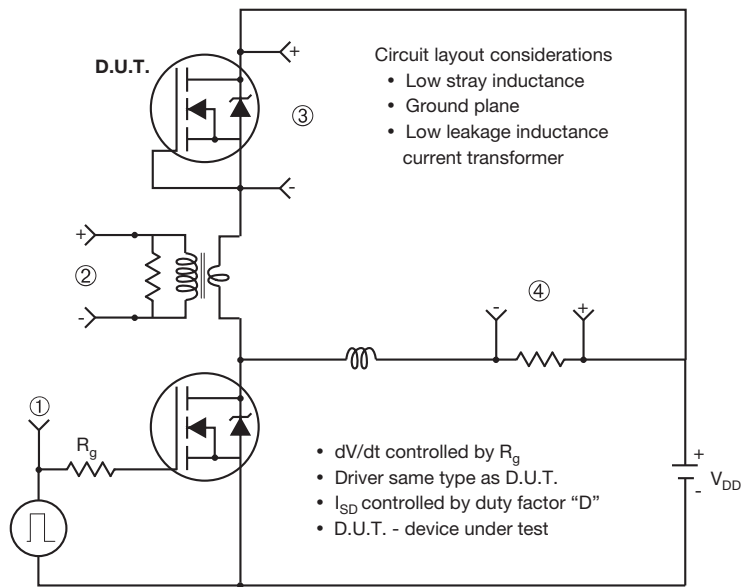 D.U.T.
+
Circuit layout considerations
• Low stray inductance
• Ground plane
• Low leakage inductance
current transformer
③
-
+
②
-
④
- +
①
Rg
+
VDD
-
• dV/dt controlled by Rg
• Driver same type as D.U.T.
• ISD controlled by duty factor “D”
• D.U.T. - device under test